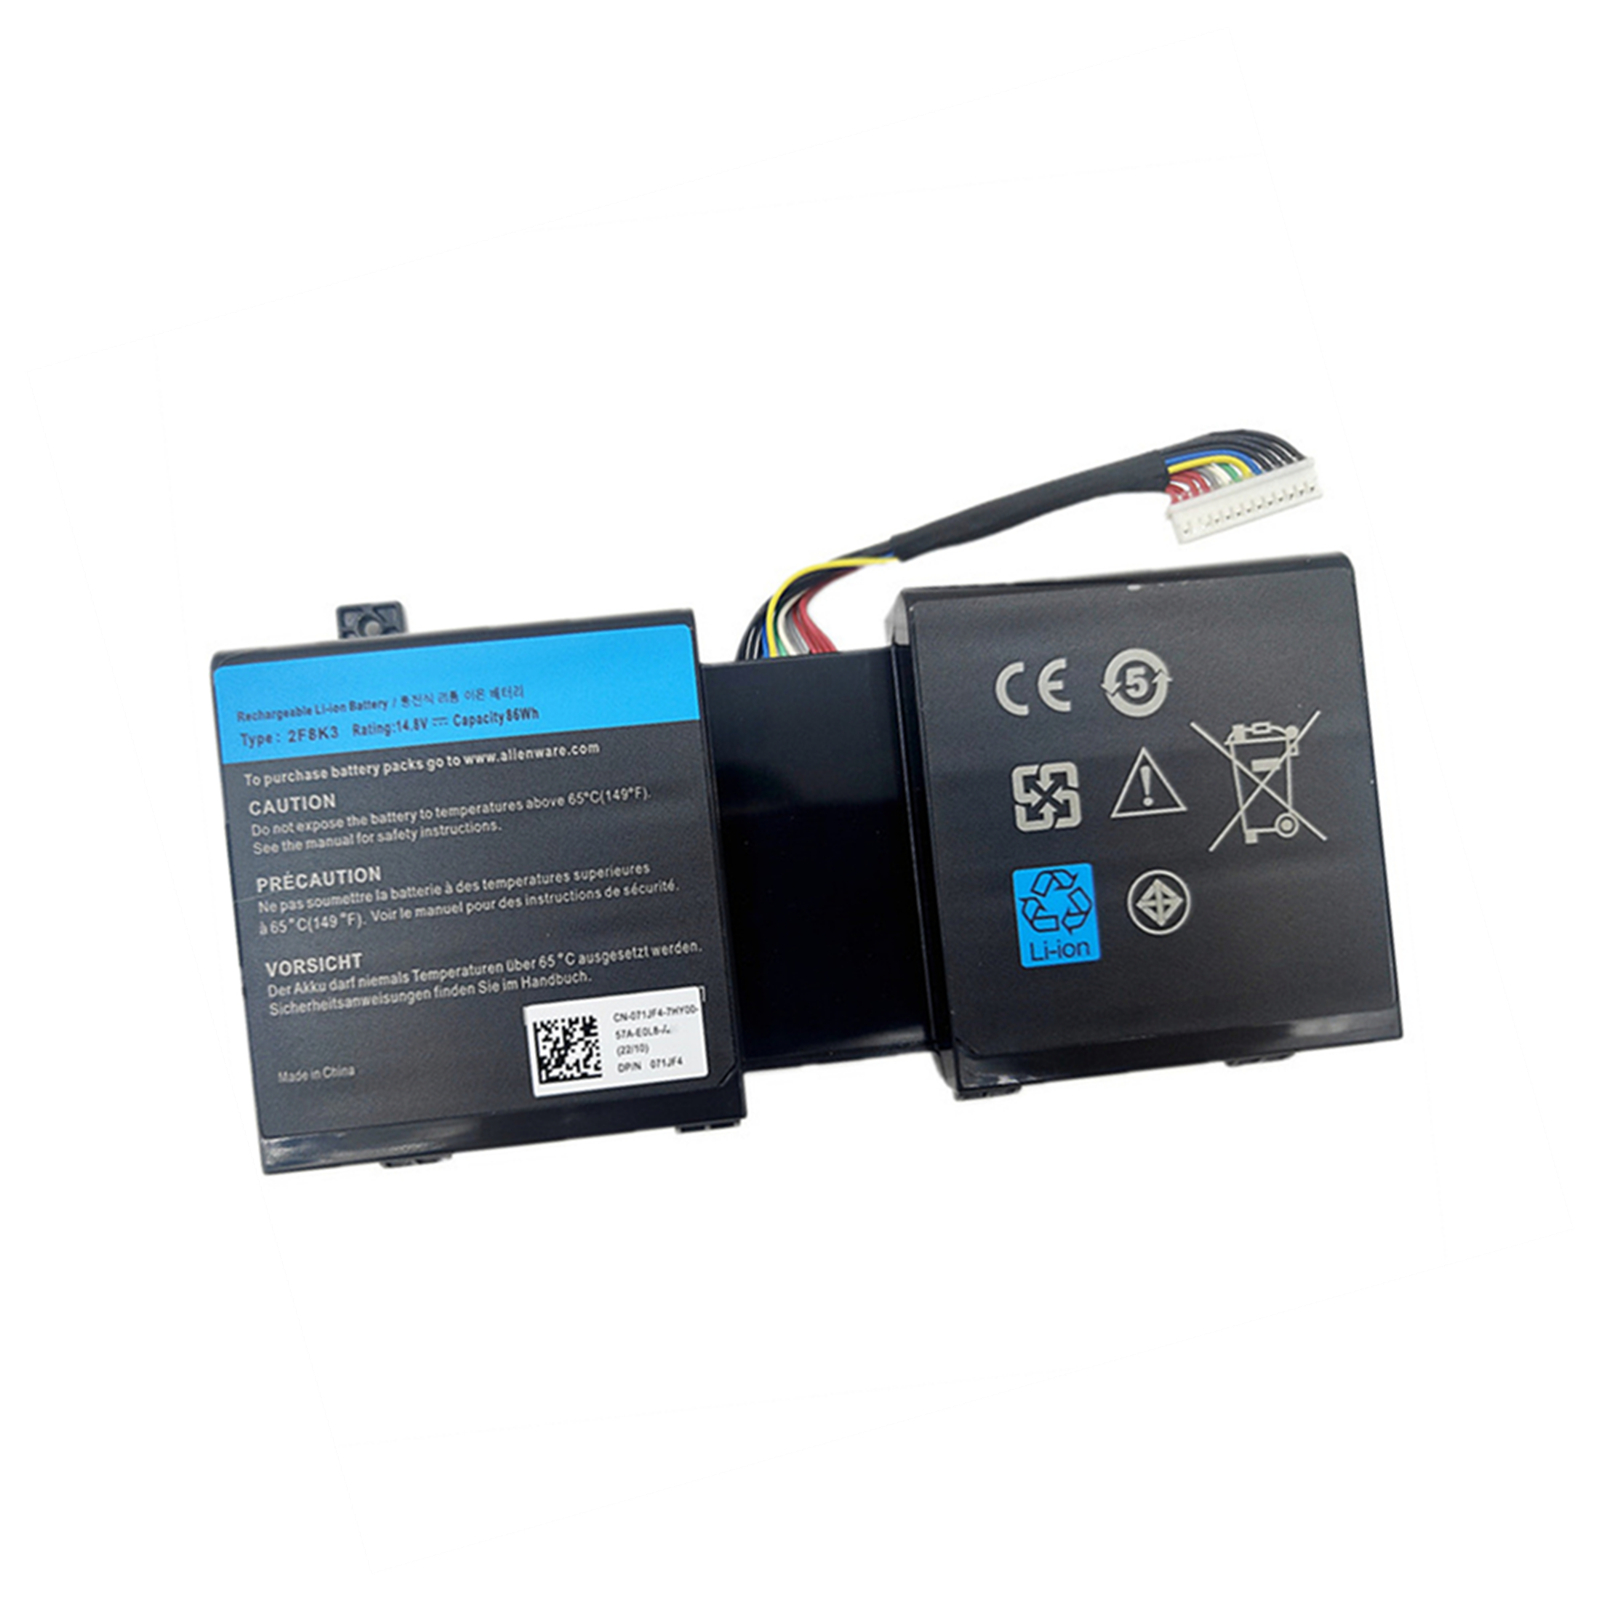 Rechargeable Li-ion Battery / 충전식 리튬 이온 배터리
Type: 2F8K3 Rating:14.8V⎓ Capacity86Wh
To purchase battery packs go to www.alienware.com
CAUTION
Do not expose the battery to temperatures above 65°C(149°F).
See the manual for safety instructions.
PRÉCAUTION
Ne pas soumettre la batterie à des temperatures superieures
à 65°C(149 °F). Voir le manuel pour des instructions de sécurité.
VORSICHT
Der Akku darf niemals Temperaturen über 65°C ausgesetzt werden.
Sicherheitsanweisungen finden Sie im Handbuch.
Made in China
CN-071JF4-7HY00-
57A-E0LB-
(22/10)
DP/N 071JF4
CE
5
Li-ion